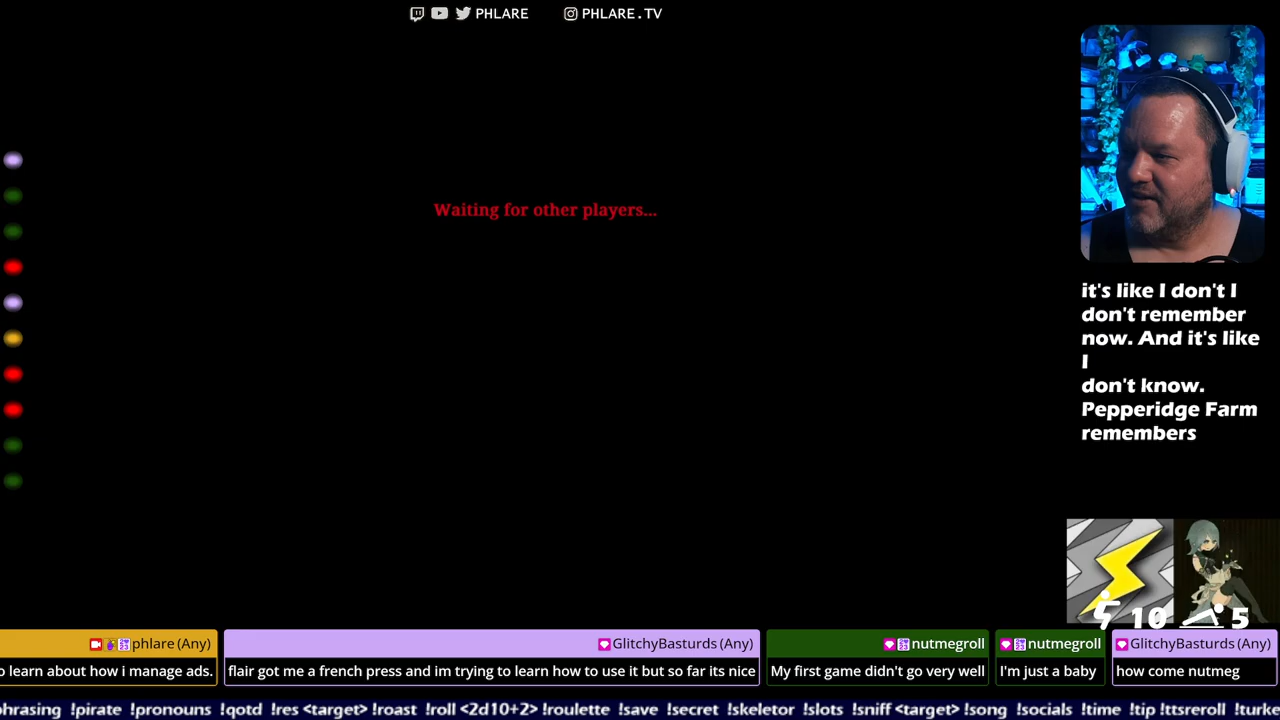 PHLARE PHLARE.TV
Waiting for other players...
it's like I don't I
don't remember
now. And it's like
I
don't know.
Pepperidge Farm
remembers
10 5
phlare (Any) GlitchyBasturds (Any) nutmegroll nutmegroll GlitchyBasturds (Any)
o learn about how i manage ads. flair got me a french press and im trying to learn how to use it but so far its nice My first game didn't go very well I'm just a baby how come nutmeg
phrasing !pirate !pronouns !qotd !res <target> !roast !roll <2d10+2> !roulette !save !secret !skeletor !slots !sniff <target> !song !socials !time !tip !ttsreroll !turke